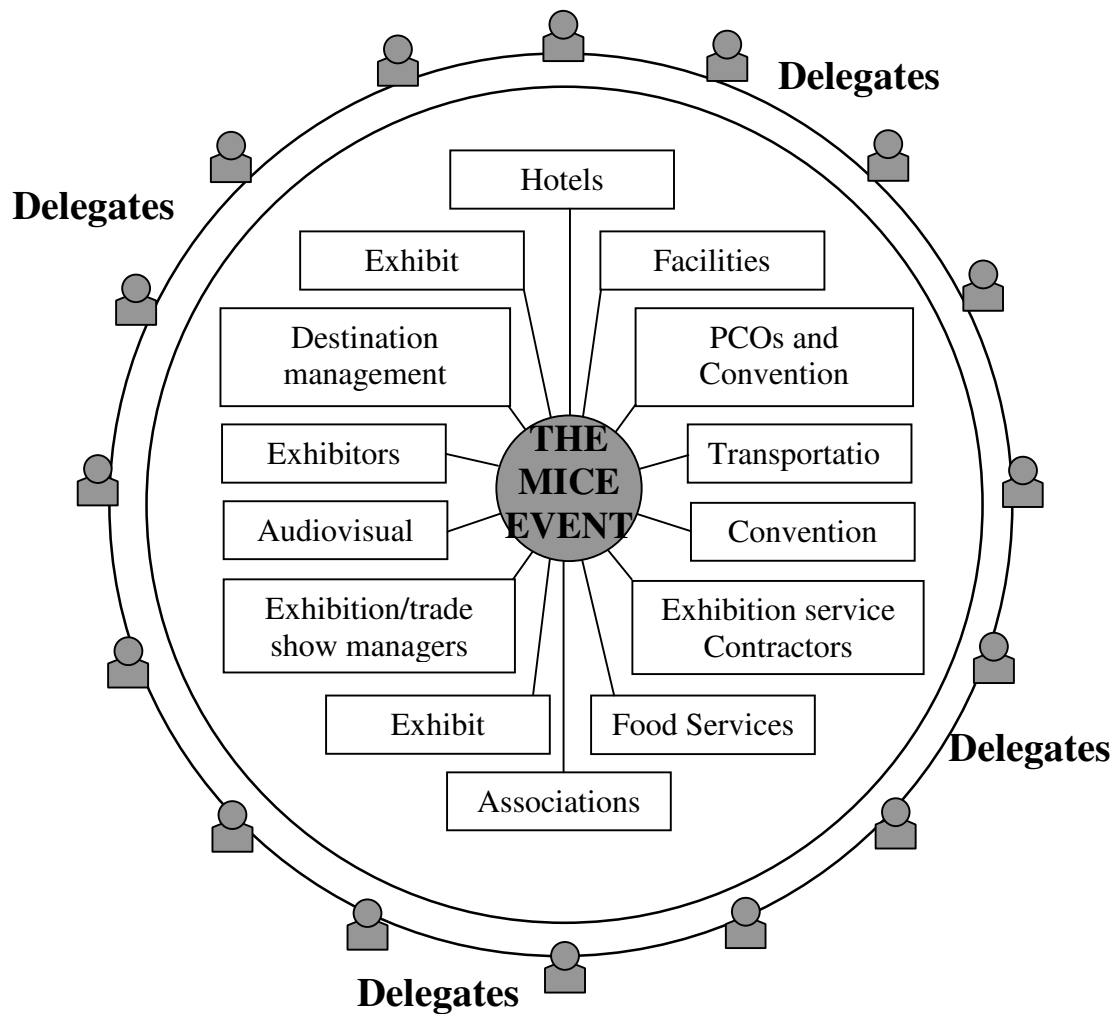 Delegates
Delegates
Hotels
Exhibit
Facilities
Destination
management
PCOs and
Convention
Exhibitors
THE
MICE
EVENT
Transportatio
Audiovisual
Convention
Exhibition/trade
show managers
Exhibition service
Contractors
Exhibit
Food Services
Delegates
Associations
Delegates